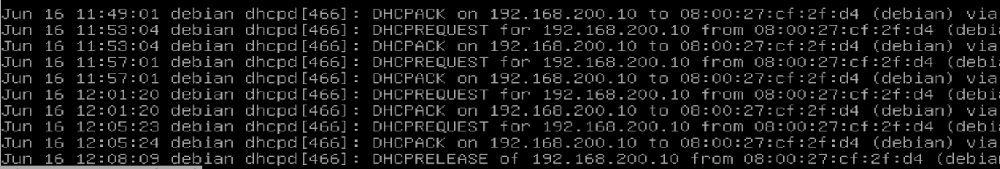 Jun 16 11:49:01 debian dhcpd[466]: DHCPACK on 192.168.200.10 to 08:00:27:cf:2f:d4 (debian) via
Jun 16 11:53:04 debian dhcpd[466]: DHCPREQUEST for 192.168.200.10 from 08:00:27:cf:2f:d4 (debia
Jun 16 11:53:04 debian dhcpd[466]: DHCPACK on 192.168.200.10 to 08:00:27:cf:2f:d4 (debian) via
Jun 16 11:57:01 debian dhcpd[466]: DHCPREQUEST for 192.168.200.10 from 08:00:27:cf:2f:d4 (debia
Jun 16 11:57:01 debian dhcpd[466]: DHCPACK on 192.168.200.10 to 08:00:27:cf:2f:d4 (debian) via
Jun 16 12:01:20 debian dhcpd[466]: DHCPREQUEST for 192.168.200.10 from 08:00:27:cf:2f:d4 (debia
Jun 16 12:01:20 debian dhcpd[466]: DHCPACK on 192.168.200.10 to 08:00:27:cf:2f:d4 (debian) via
Jun 16 12:05:23 debian dhcpd[466]: DHCPREQUEST for 192.168.200.10 from 08:00:27:cf:2f:d4 (debia
Jun 16 12:05:24 debian dhcpd[466]: DHCPACK on 192.168.200.10 to 08:00:27:cf:2f:d4 (debian) via
Jun 16 12:08:09 debian dhcpd[466]: DHCPRELEASE of 192.168.200.10 from 08:00:27:cf:2f:d4 (debian